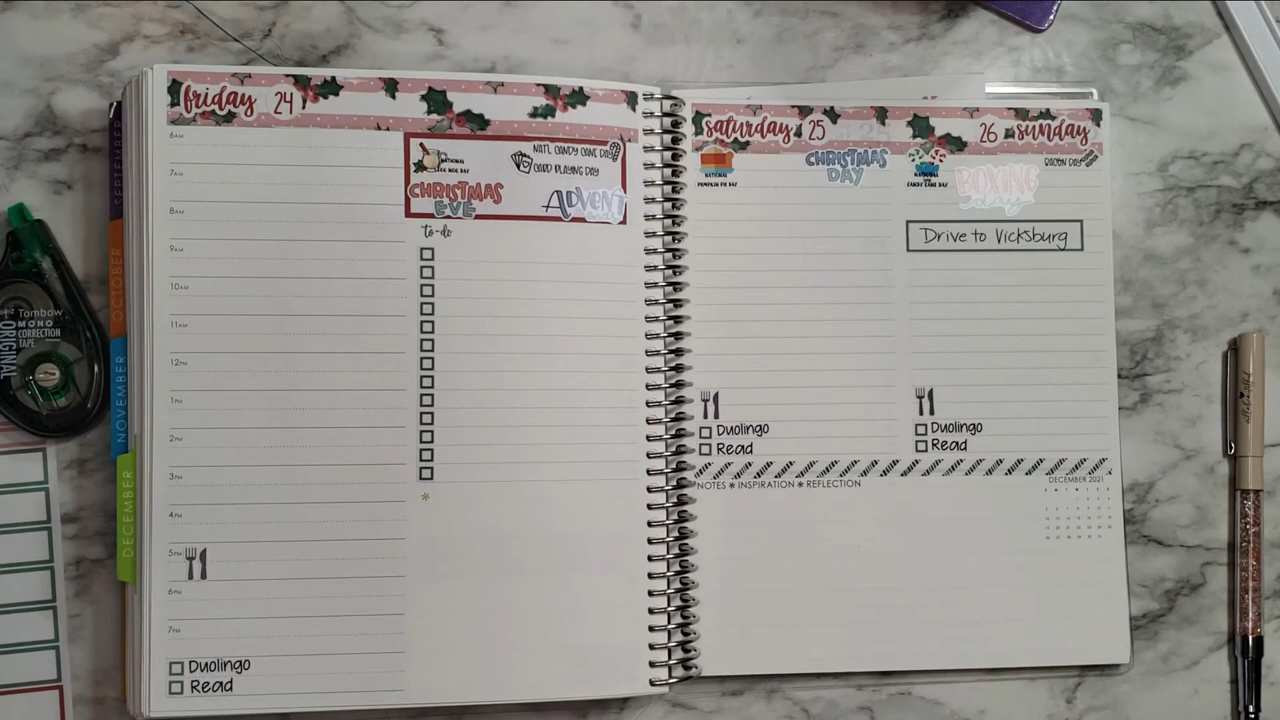 friday 24
6AM
7AM
8AM
9AM
10AM
11AM
12PM
1PM
2PM
3PM
4PM
5PM
6PM
7PM
Duolingo
Read
NATIONAL
EGG NOG DAY
NAT'L CANDY CANE DAY
CARD PLAYING DAY
CHRISTMAS
EVE
ADVENT
to-do
saturday 25
NATIONAL
PUMPKIN PIE DAY
CHRISTMAS
DAY
Duolingo
Read
26 sunday
NATIONAL
CANDY CANE DAY
BACON DAY
BOXING
day
Drive to Vicksburg
Duolingo
Read
NOTES * INSPIRATION * REFLECTION
DECEMBER 2021
SEPTEMBER
OCTOBER
NOVEMBER
DECEMBER
Tombow
MONO
CORRECTION
TAPE
ORIGINAL